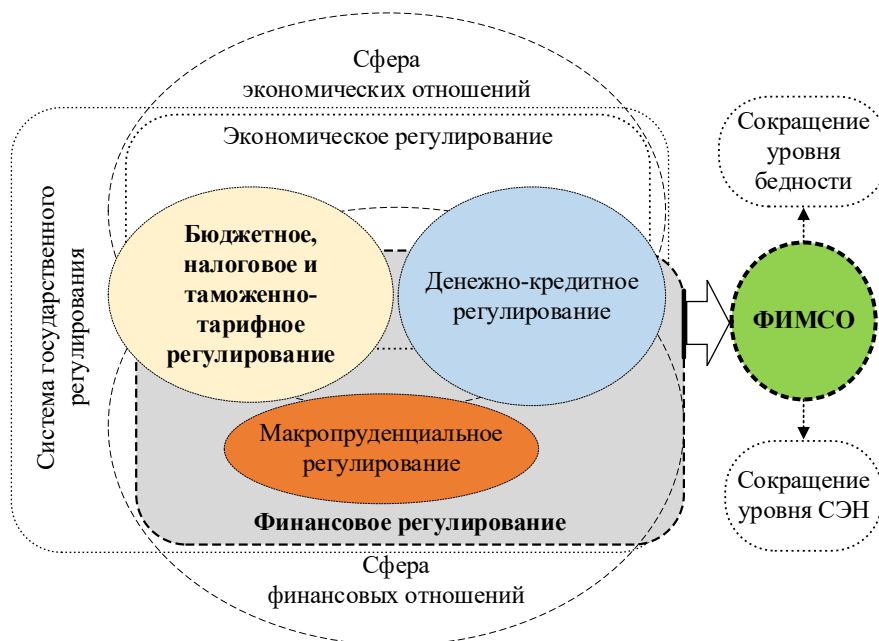 Сфера
экономических отношений
Экономическое регулирование
Система государственного
регулирования
Бюджетное,
налоговое и
таможенно-
тарифное
регулирование
Денежно-кредитное
регулирование
Макропруденциальное
регулирование
Финансовое регулирование
Сфера
финансовых отношений
Сокращение
уровня
бедности
ФИМСО
Сокращение
уровня СЭН